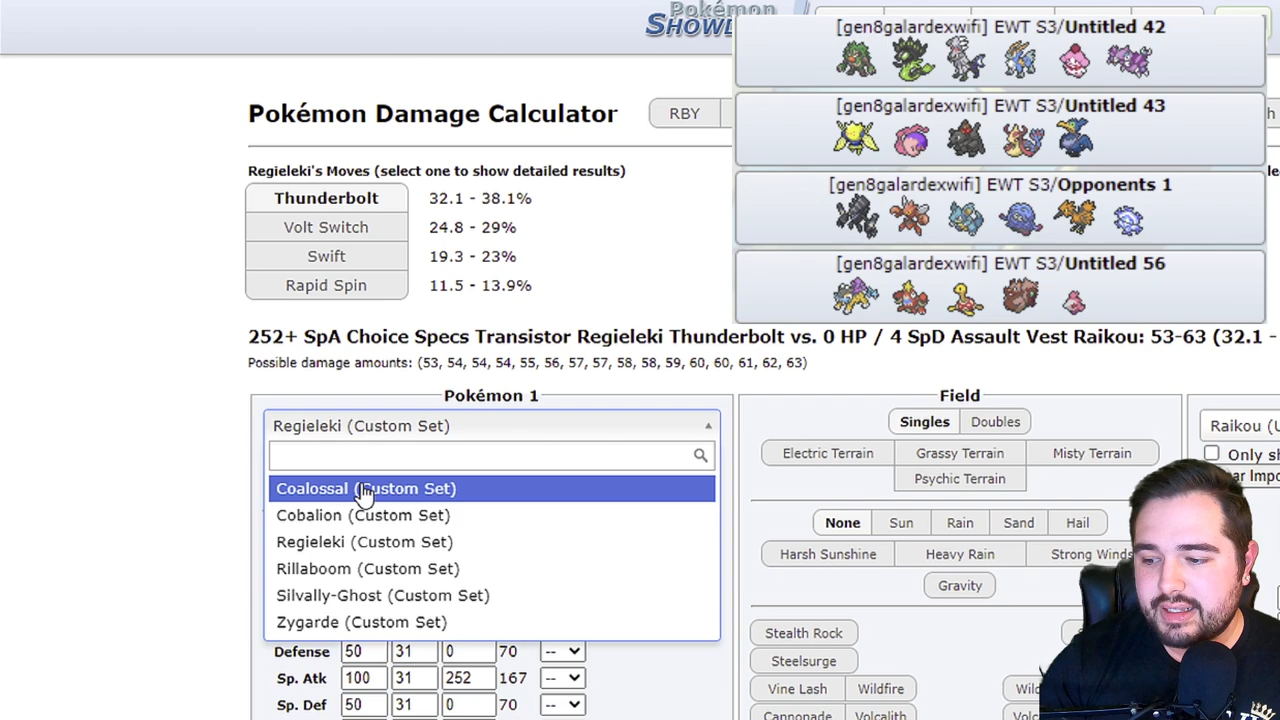 Pokémon
SHOWD
[gen8galardexwifi] EWT S3/Untitled 42
[gen8galardexwifi] EWT S3/Untitled 43
[gen8galardexwifi] EWT S3/Opponents 1
[gen8galardexwifi] EWT S3/Untitled 56
Pokémon Damage Calculator
RBY
h
Regieleki's Moves (select one to show detailed results)
le
Thunderbolt 32.1 - 38.1%
Volt Switch 24.8 - 29%
Swift 19.3 - 23%
Rapid Spin 11.5 - 13.9%
252+ SpA Choice Specs Transistor Regieleki Thunderbolt vs. 0 HP / 4 SpD Assault Vest Raikou: 53-63 (32.1 -
Possible damage amounts: (53, 54, 54, 54, 55, 56, 57, 57, 58, 58, 59, 60, 60, 61, 62, 63)
Pokémon 1
Regieleki (Custom Set)
Coalossal (Custom Set)
Cobalion (Custom Set)
Regieleki (Custom Set)
Rillaboom (Custom Set)
Silvally-Ghost (Custom Set)
Zygarde (Custom Set)
Defense 50 31 0 70 --
Sp. Atk 100 31 252 167 --
Sp. Def 50 31 0 70 --
Field
Singles Doubles
Electric Terrain Grassy Terrain Misty Terrain
Psychic Terrain
None Sun Rain Sand Hail
Harsh Sunshine Heavy Rain Strong Winds
Gravity
Stealth Rock
Steelsurge
Vine Lash Wildfire
Cannonade Volcalith
Raikou (U
Only sh
ar Impo